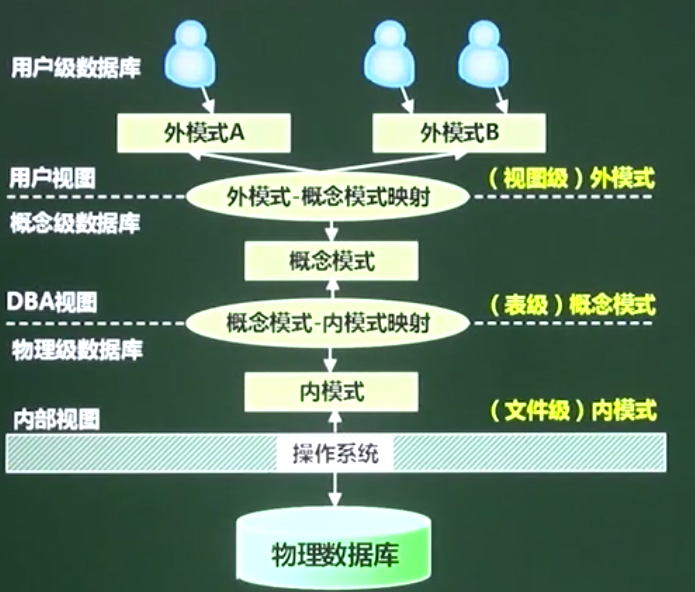 用户级数据库
外模式A
外模式B
用户视图
外模式-概念模式映射
（视图级）外模式
概念级数据库
概念模式
DBA视图
概念模式-内模式映射
（表级）概念模式
物理级数据库
内模式
内部视图
（文件级）内模式
操作系统
物理数据库